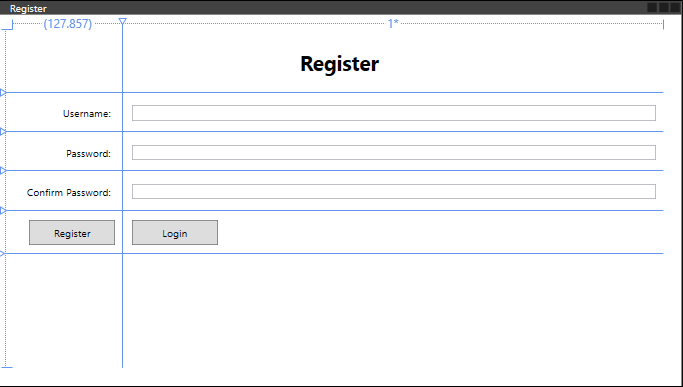 Register
(127.857) 1*
Register
Username:
Password:
Confirm Password:
Register Login